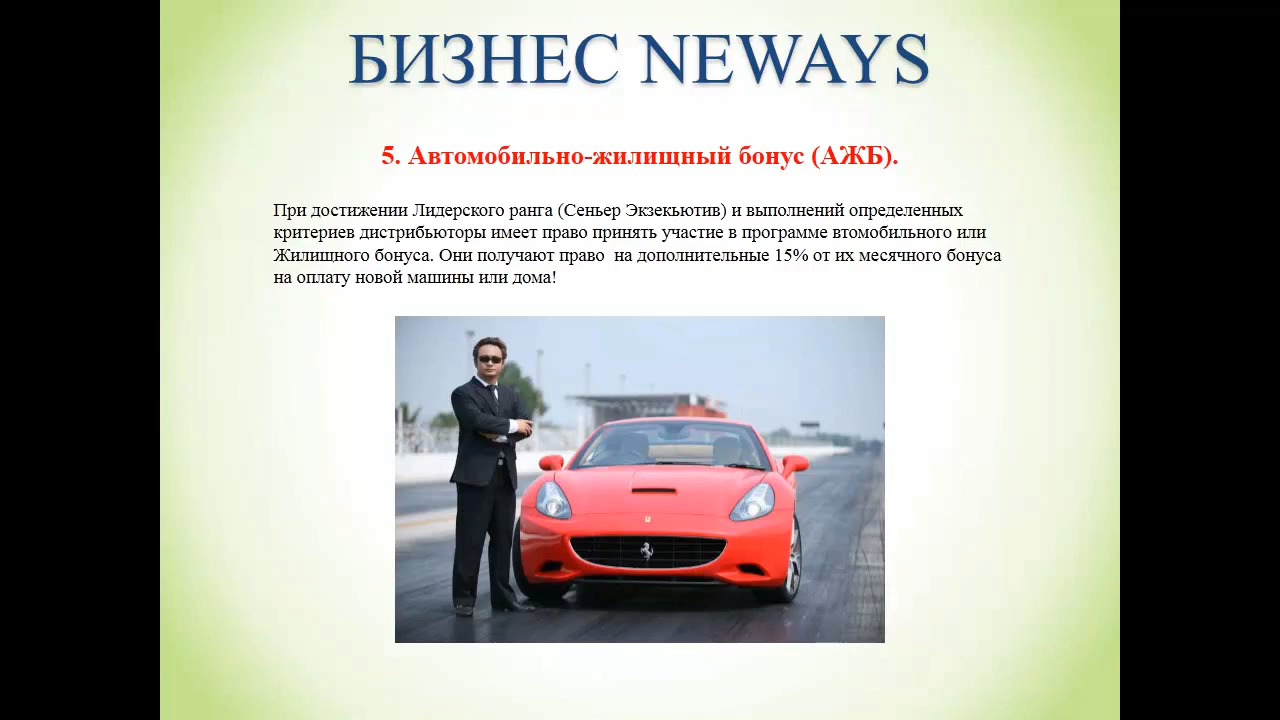 БИЗНЕС NEWAYS
5. Автомобильно-жилищный бонус (АЖБ).
При достижении Лидерского ранга (Сеньер Экзекьютив) и выполнений определенных
критериев дистрибьюторы имеет право принять участие в программе втомобильного или
Жилищного бонуса. Они получают право  на дополнительные 15% от их месячного бонуса
на оплату новой машины или дома!